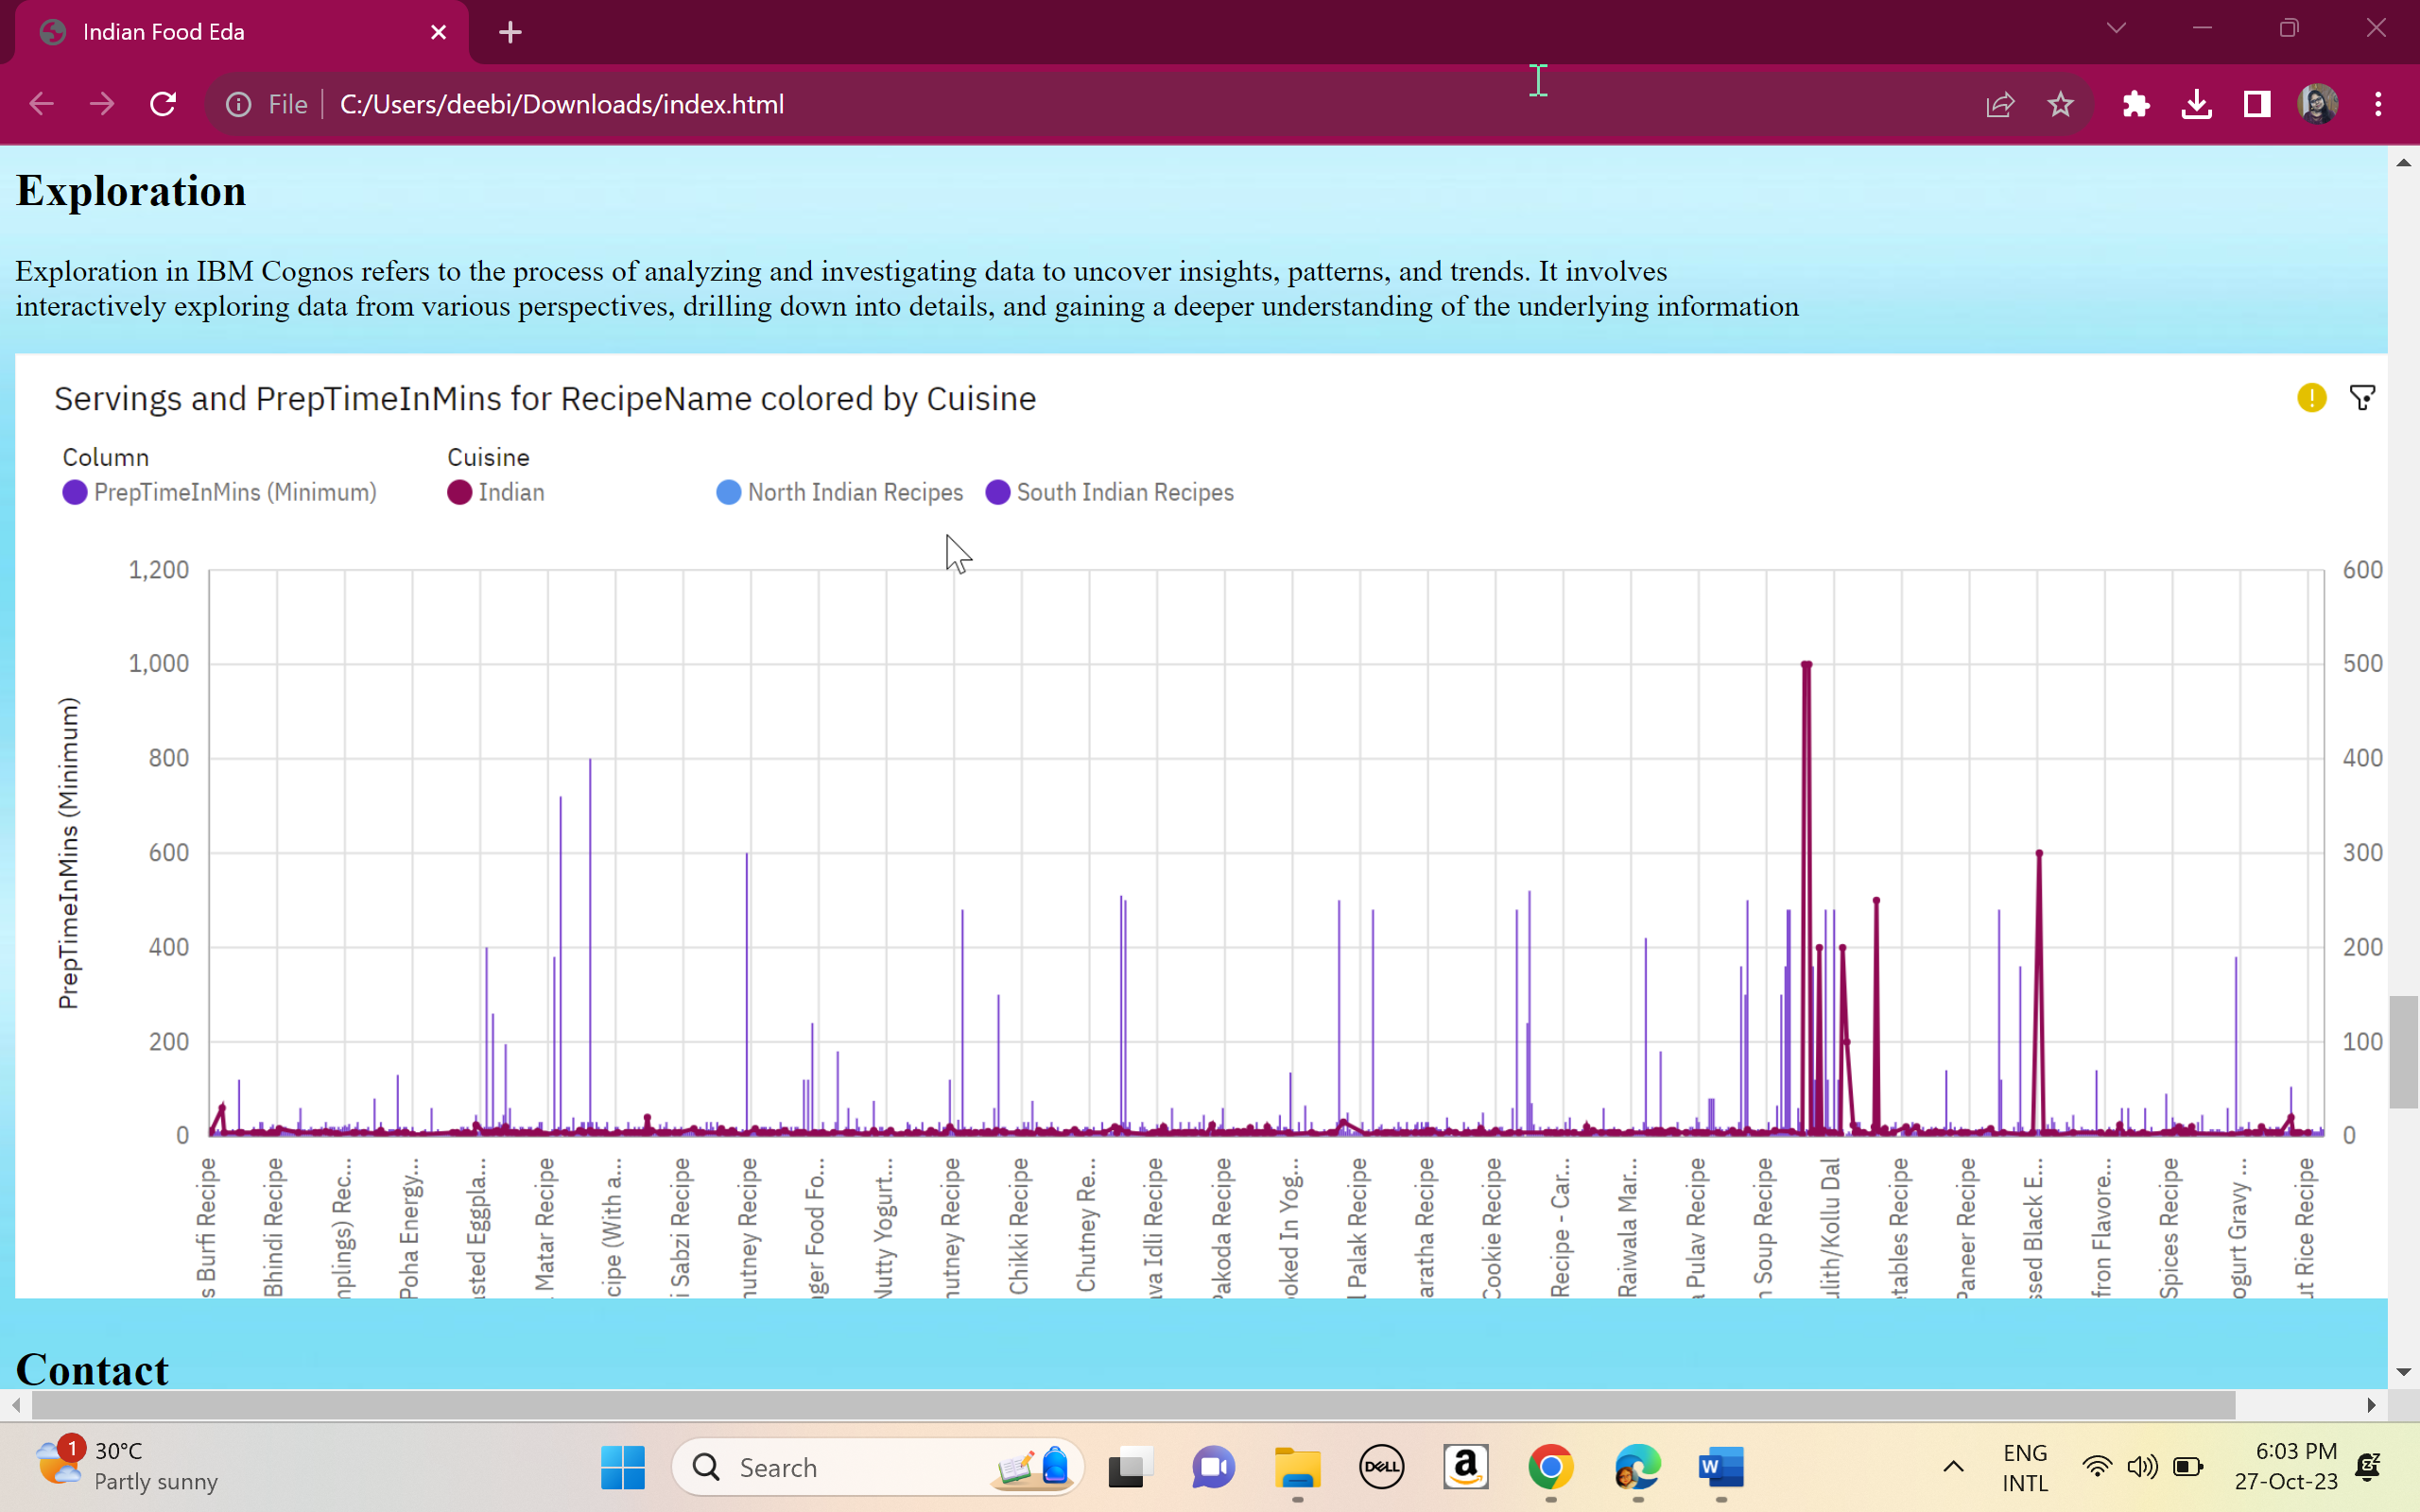 Indian Food Eda
File
C:/Users/deebi/Downloads/index.html
Exploration
Exploration in IBM Cognos refers to the process of analyzing and investigating data to uncover insights, patterns, and trends. It involves
interactively exploring data from various perspectives, drilling down into details, and gaining a deeper understanding of the underlying information
Servings and PrepTimeInMins for RecipeName colored by Cuisine
Column
PrepTimeInMins (Minimum)
Cuisine
Indian
North Indian Recipes
South Indian Recipes
PrepTimeInMins (Minimum)
1,200
1,000
800
600
400
200
0
600
500
400
300
200
100
0
s Burfi Recipe
Bhindi Recipe
nplings) Rec...
Poha Energy...
asted Eggpla...
Matar Recipe
cipe (With a...
i Sabzi Recipe
nutney Recipe
ger Food Fo...
Nutty Yogurt...
nutney Recipe
Chikki Recipe
Chutney Re...
va Idli Recipe
Pakoda Recipe
oked In Yog...
l Palak Recipe
aratha Recipe
Cookie Recipe
Recipe - Car...
Raiwala Mar...
a Pulav Recipe
n Soup Recipe
ulith/Kollu Dal
etables Recipe
Paneer Recipe
ssed Black E...
fron Flavore...
Spices Recipe
ogurt Gravy ...
ut Rice Recipe
Contact
1
30°C
Partly sunny
Search
DELL
a
W
ENG
INTL
6:03 PM
27-Oct-23